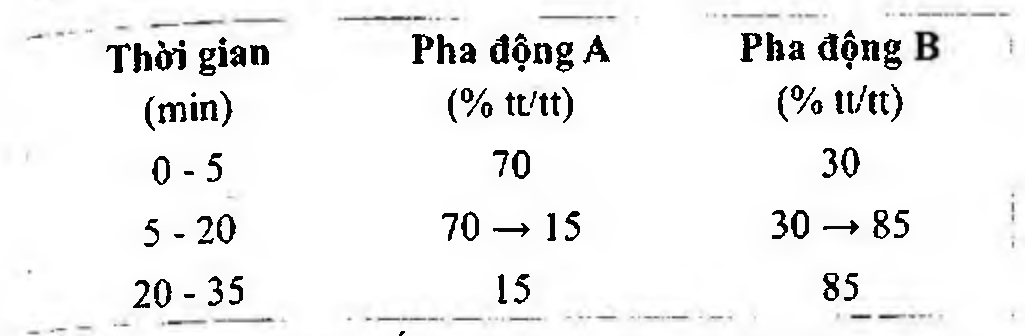 Thời gian Pha động A Pha động B
(min) (% tt/tt) (% tt/tt)
0 - 5 70 30
5 - 20 70 → 15 30 → 85
20 - 35 15 85